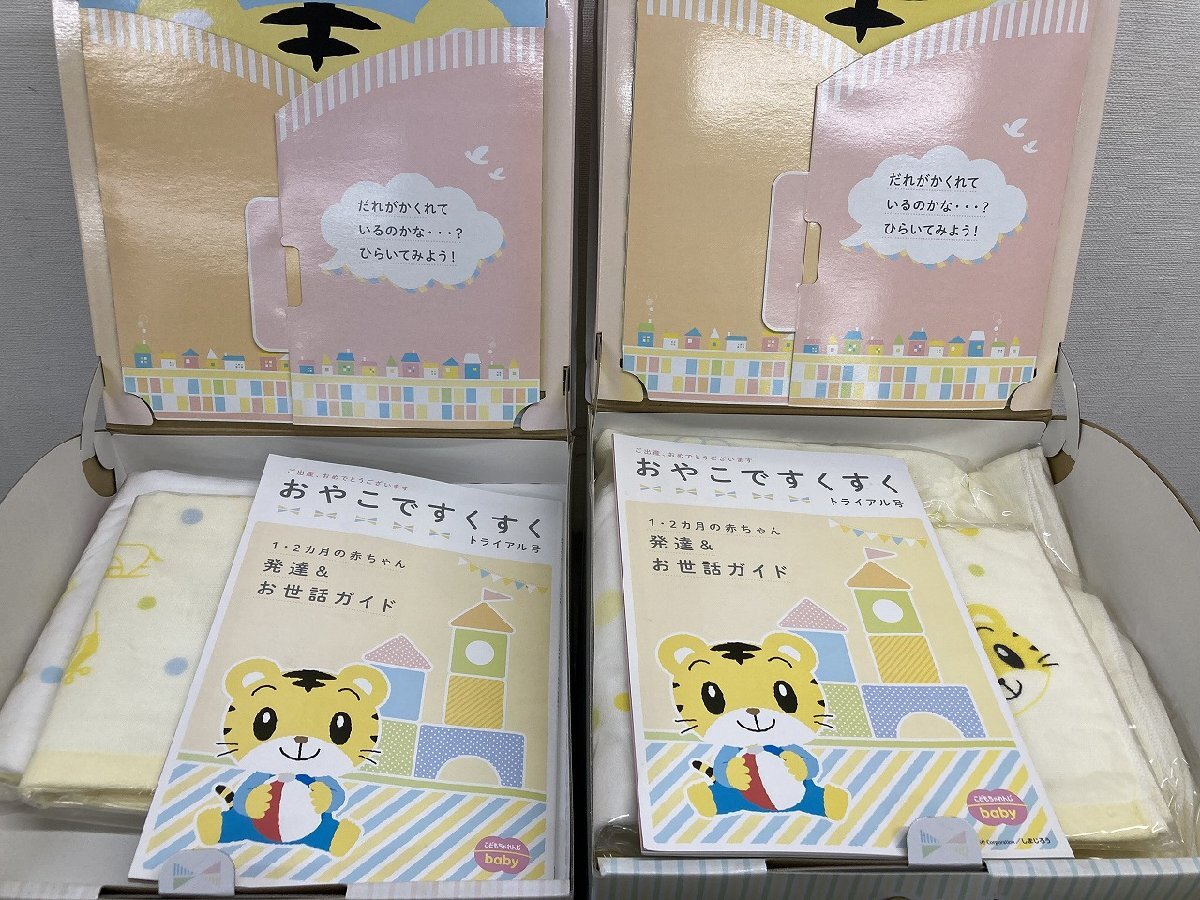 だれがかくれて
いるのかな・・・?
ひらいてみよう!
だれがかくれて
いるのかな・・・?
ひらいてみよう!
ご出産、おめでとうございます
おやこですくすく
トライアル号
1・2カ月の赤ちゃん
発達&
お世話ガイド
こどもちゃれんじ
baby
ご出産、おめでとうございます
おやこですくすく
トライアル号
1・2カ月の赤ちゃん
発達&
お世話ガイド
こどもちゃれんじ
baby
Corporation/しまじろう